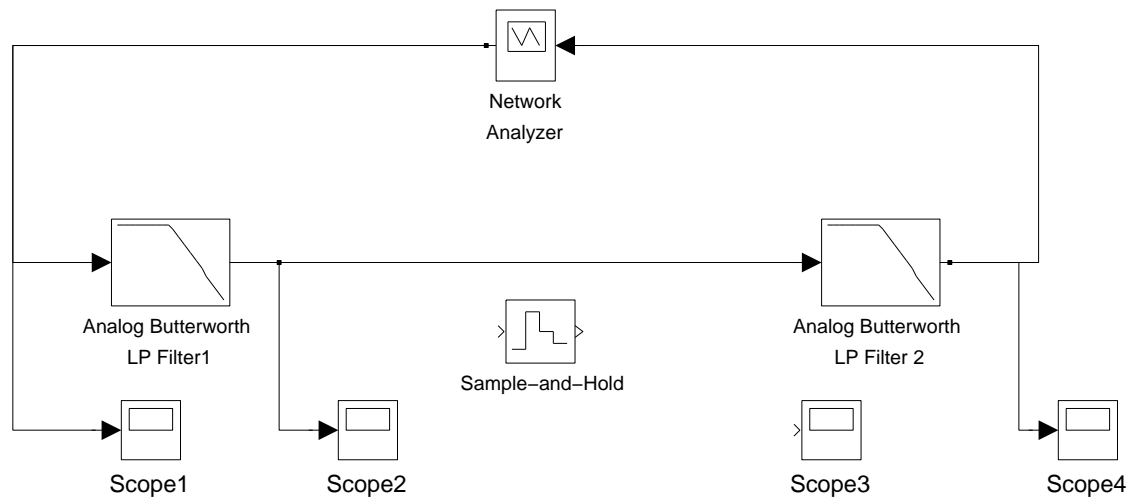 Network
Analyzer
Analog Butterworth
LP Filter1
Analog Butterworth
LP Filter 2
Sample−and−Hold
Scope1
Scope2
Scope3
Scope4